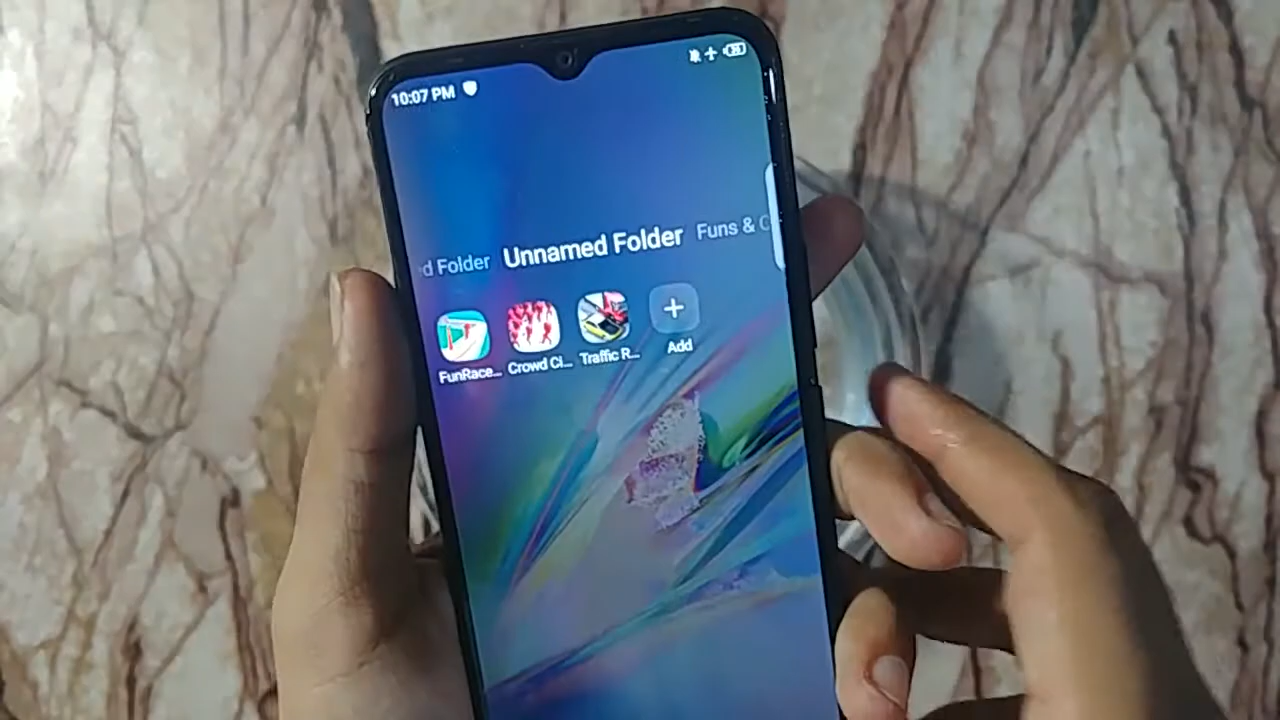 10:07 PM
d Folder Unnamed Folder Funs & C
FunRace... Crowd Ci... Traffic R... Add